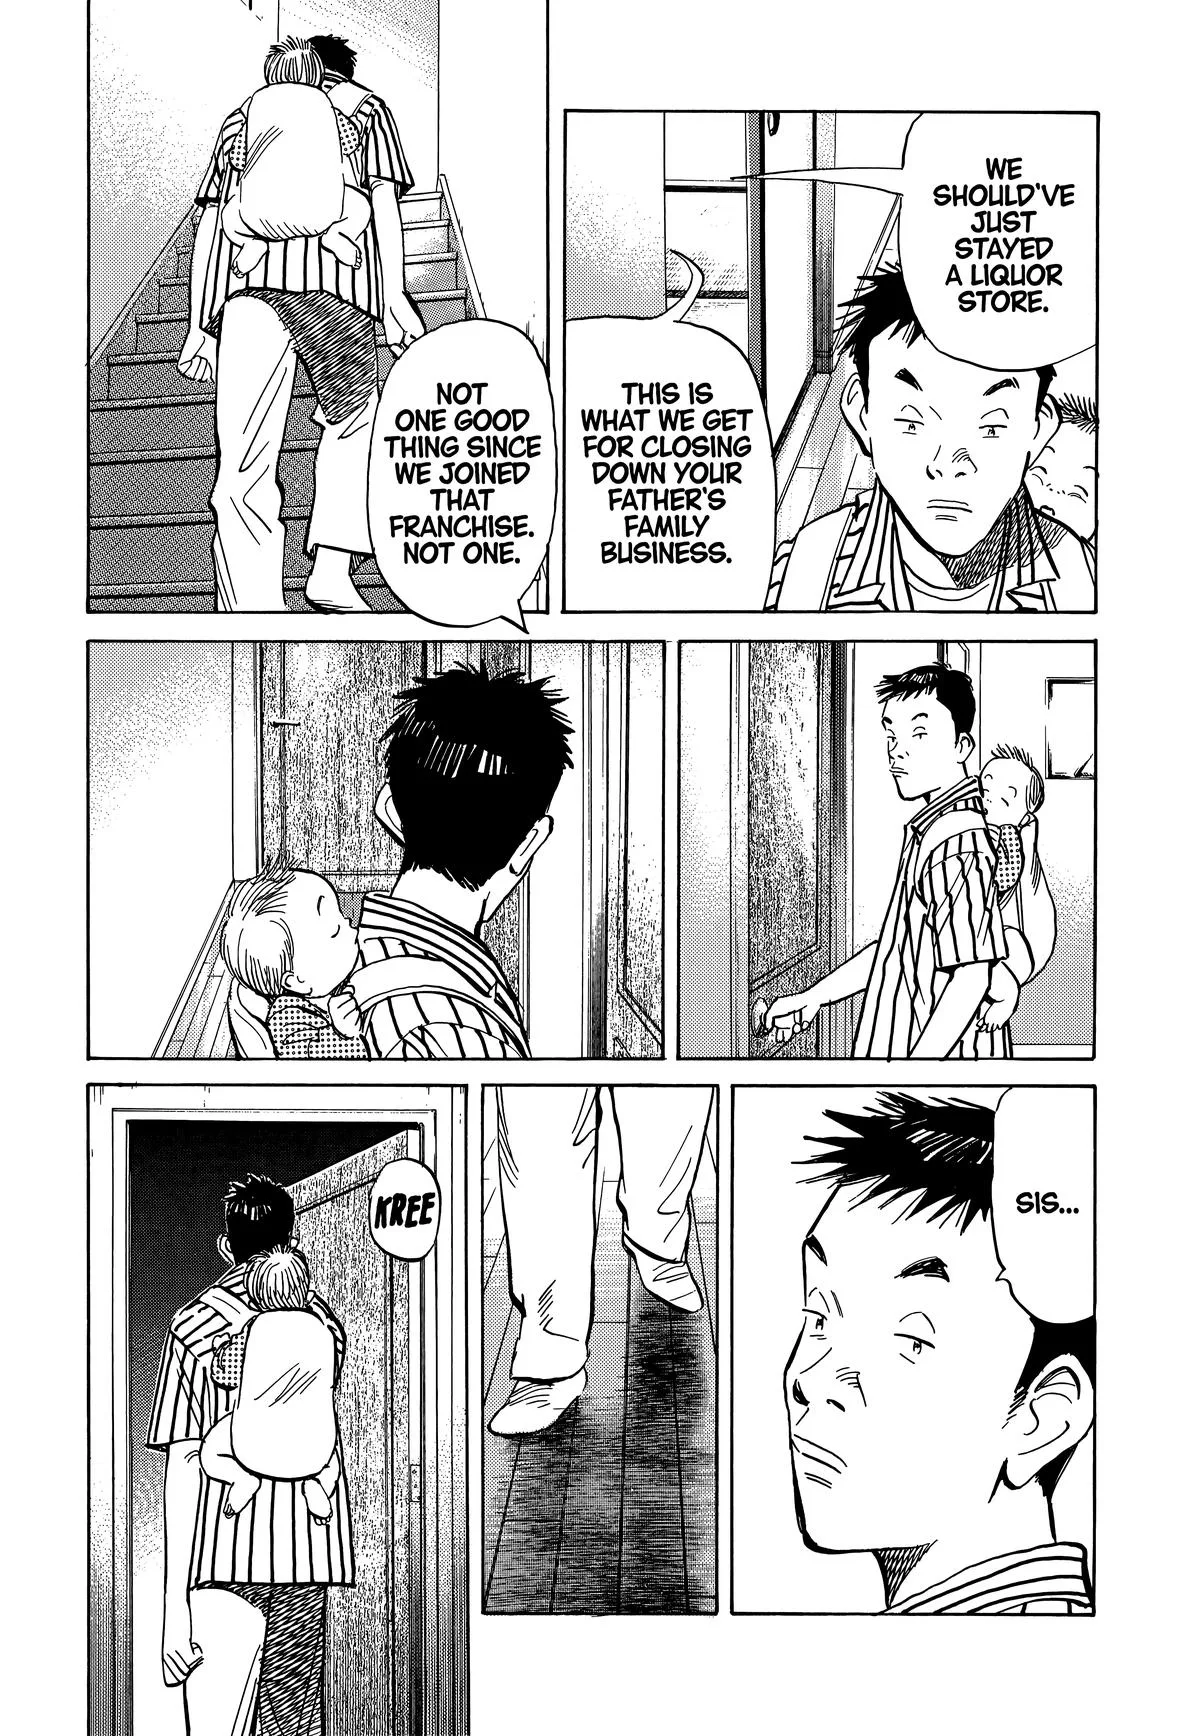 WE
SHOULD'VE
JUST
STAYED
A LIQUOR
STORE.
THIS IS
WHAT WE GET
FOR CLOSING
DOWN YOUR
FATHER'S
FAMILY
BUSINESS.
NOT
ONE GOOD
THING SINCE
WE JOINED
THAT
FRANCHISE.
NOT ONE.
SIS...
KREE